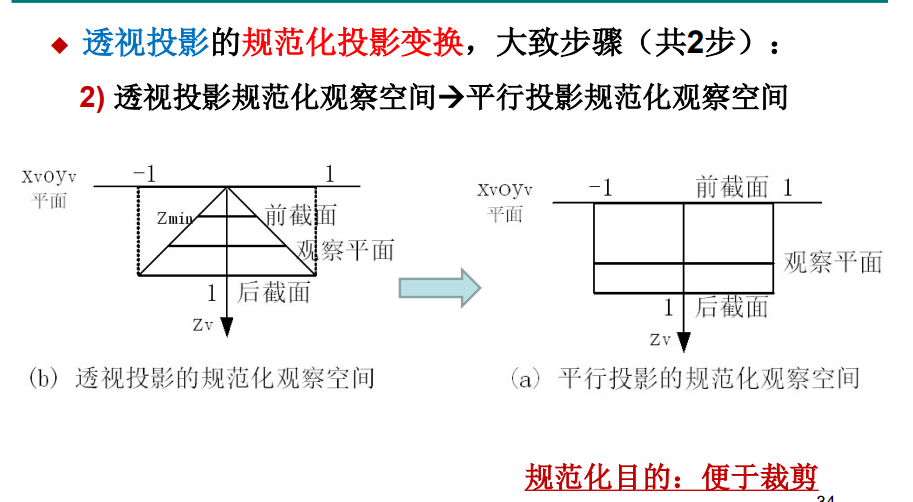 ◆ 透视投影的规范化投影变换，大致步骤（共2步）：
2) 透视投影规范化观察空间→平行投影规范化观察空间
xvoyv
平面
-1
1
Zmin
前截面
观察平面
1
后截面
Zv
(b) 透视投影的规范化观察空间
xvoyv
平面
-1
前截面
1
观察平面
1
后截面
Zv
(a) 平行投影的规范化观察空间
规范化目的：便于裁剪
34